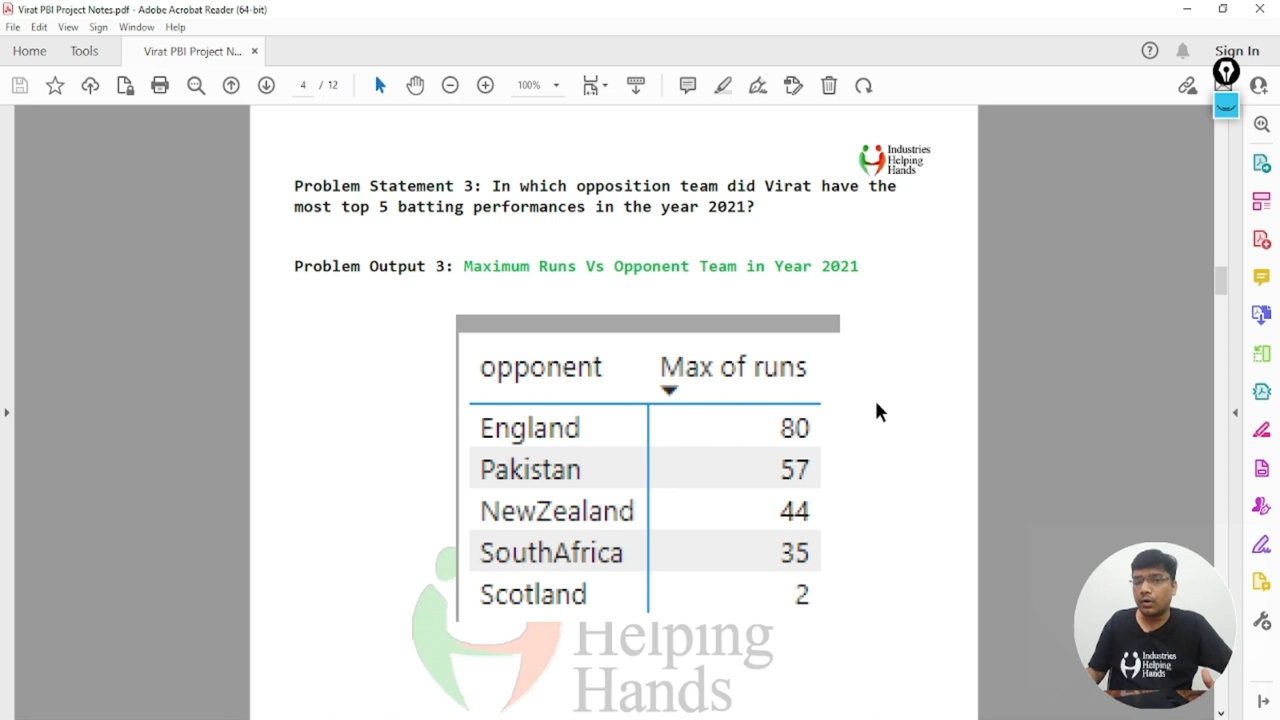 Virat PBI Project Notes.pdf - Adobe Acrobat Reader (64-bit)
File Edit View Sign Window Help
Home Tools Virat PBI Project N... × Sign In
4 / 12 100%
Industries
Helping
Hands
Problem Statement 3: In which opposition team did Virat have the
most top 5 batting performances in the year 2021?
Problem Output 3: Maximum Runs Vs Opponent Team in Year 2021
opponent Max of runs
England 80
Pakistan 57
NewZealand 44
SouthAfrica 35
Scotland 2
Helping
Hands
Industries
Helping
Hands